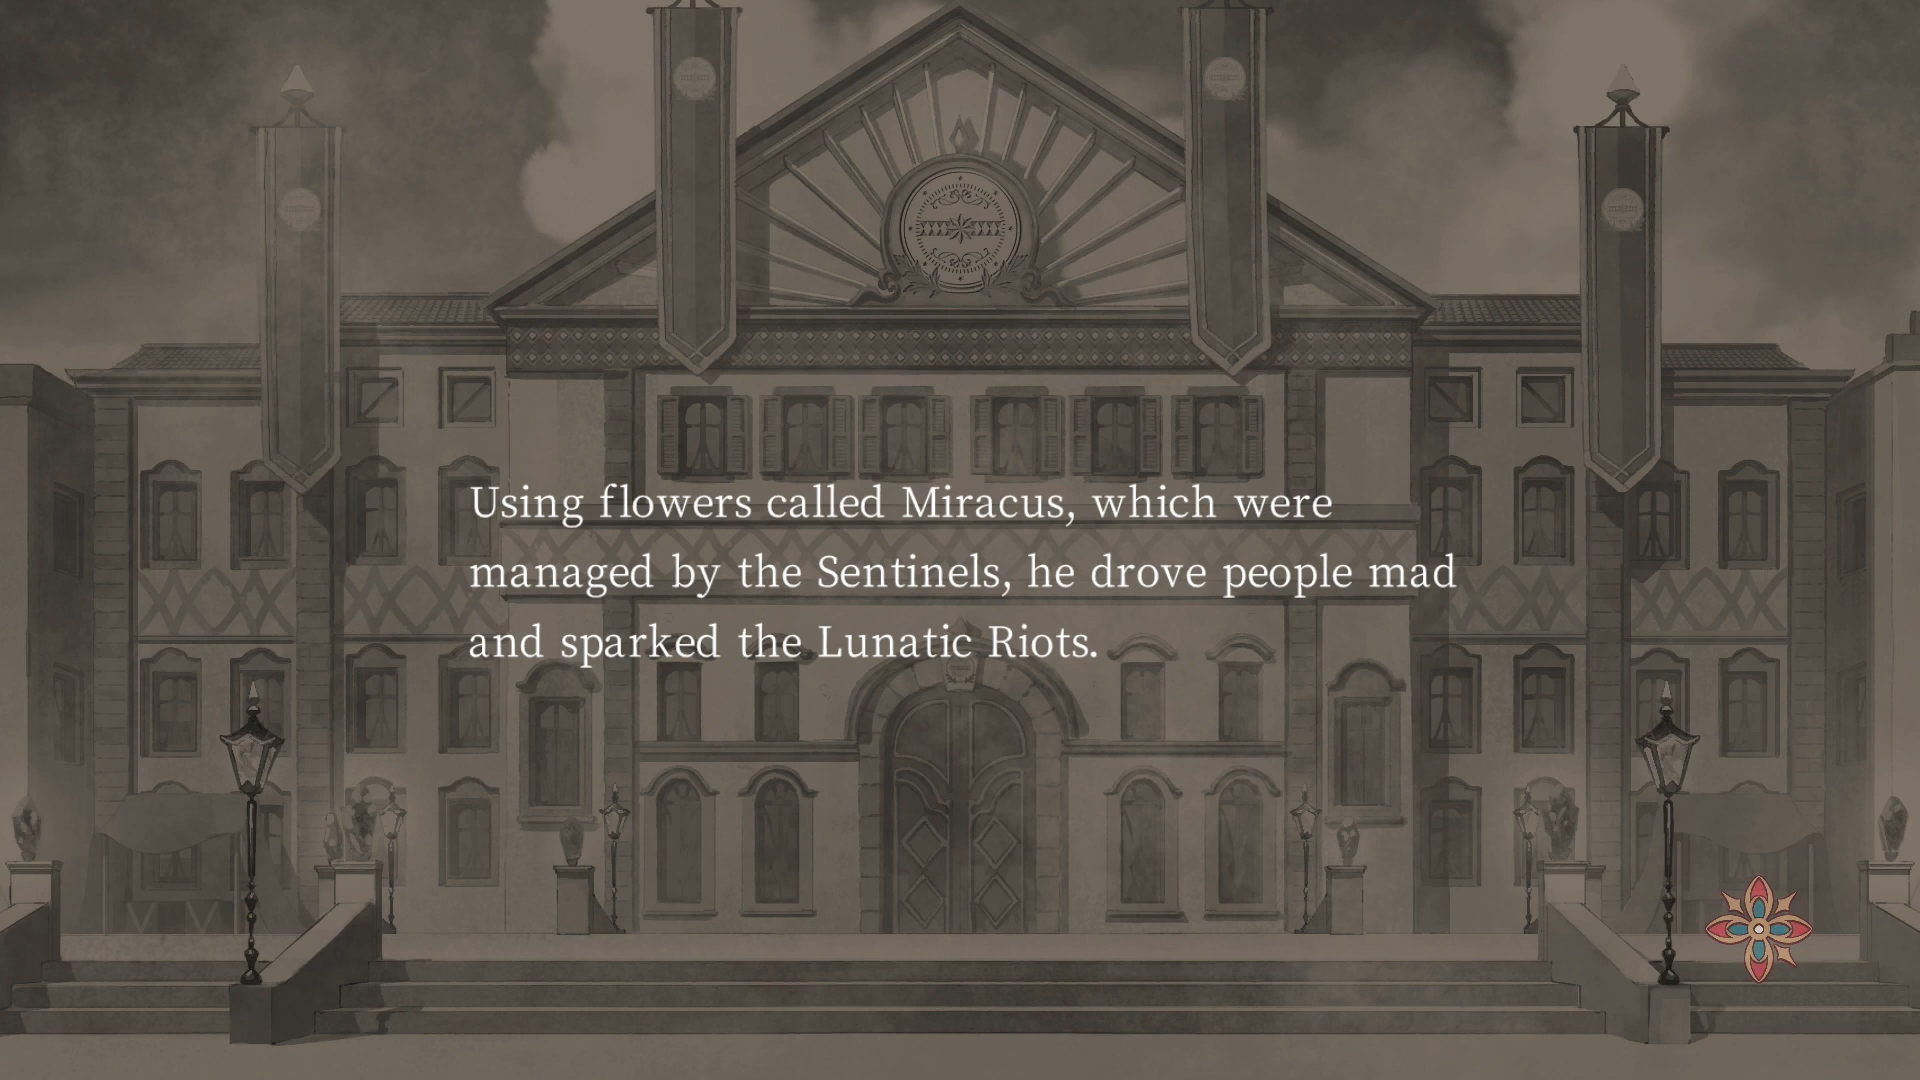 Using flowers called Miracus, which were
managed by the Sentinels, he drove people mad
and sparked the Lunatic Riots.